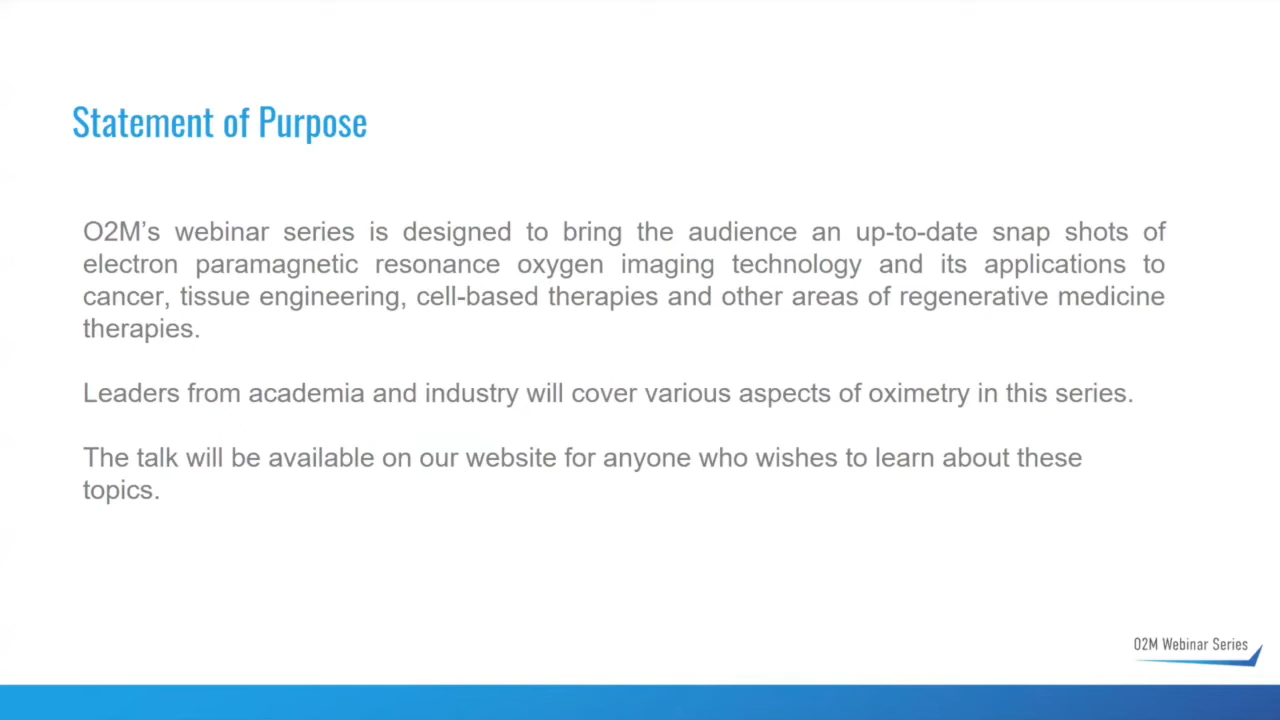 Statement of Purpose
O2M’s webinar series is designed to bring the audience an up-to-date snap shots of
electron paramagnetic resonance oxygen imaging technology and its applications to
cancer, tissue engineering, cell-based therapies and other areas of regenerative medicine
therapies.
Leaders from academia and industry will cover various aspects of oximetry in this series.
The talk will be available on our website for anyone who wishes to learn about these
topics.
O2M Webinar Series